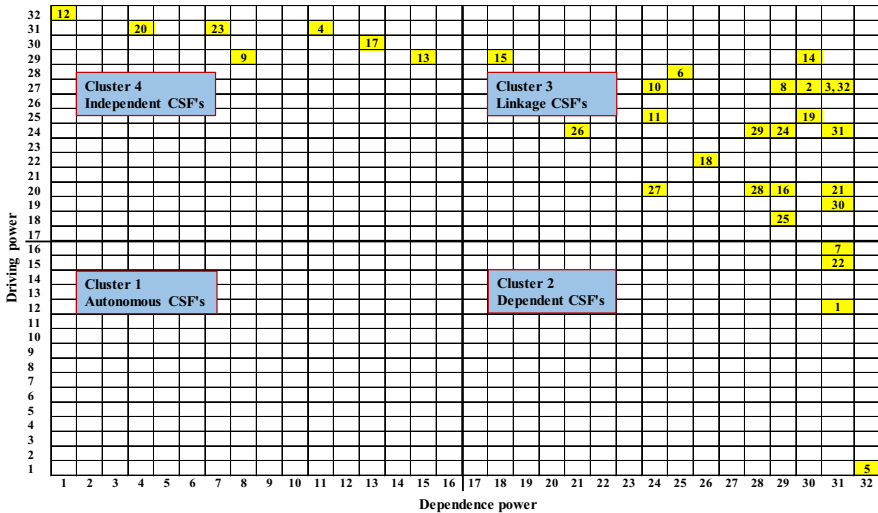 32 12
31 20 23 4
30 17
29 9 13 15 14
28 6
Cluster 4
Independent CSF's
Cluster 3
Linkage CSF's
27 10 8 2 3, 32
26
25 11 19
24 26 29 24 31
23
22 18
21
20 27 28 16 21
19 30
18 25
17
16 7
15 22
Cluster 1
Autonomous CSF's
Cluster 2
Dependent CSF's
14
13
12 1
11
10
9
8
7
6
5
4
3
2
1 5
1 2 3 4 5 6 7 8 9 10 11 12 13 14 15 16 17 18 19 20 21 22 23 24 25 26 27 28 29 30 31 32
Driving power
Dependence power